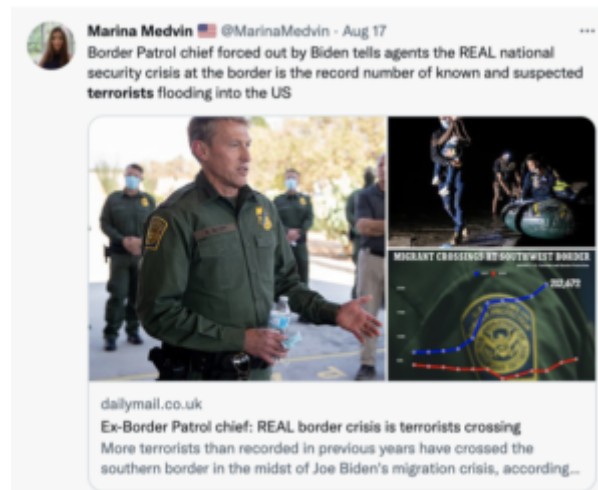 Marina Medvin 🇺🇸 @MarinaMedvin · Aug 17
Border Patrol chief forced out by Biden tells agents the REAL national
security crisis at the border is the record number of known and suspected
terrorists flooding into the US
MIGRANT CROSSINGS AT SOUTHWEST BORDER
212,672
dailymail.co.uk
Ex-Border Patrol chief: REAL border crisis is terrorists crossing
More terrorists than recorded in previous years have crossed the
southern border in the midst of Joe Biden's migration crisis, according...